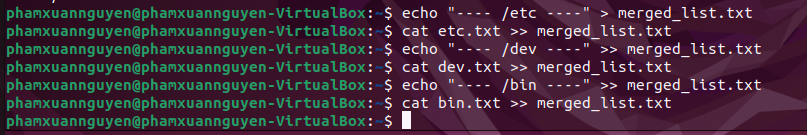 phamxuannguyen@phamxuannguyen-VirtualBox:~$ echo "---- /etc ----" > merged_list.txt
phamxuannguyen@phamxuannguyen-VirtualBox:~$ cat etc.txt >> merged_list.txt
phamxuannguyen@phamxuannguyen-VirtualBox:~$ echo "---- /dev ----" >> merged_list.txt
phamxuannguyen@phamxuannguyen-VirtualBox:~$ cat dev.txt >> merged_list.txt
phamxuannguyen@phamxuannguyen-VirtualBox:~$ echo "---- /bin ----" >> merged_list.txt
phamxuannguyen@phamxuannguyen-VirtualBox:~$ cat bin.txt >> merged_list.txt
phamxuannguyen@phamxuannguyen-VirtualBox:~$